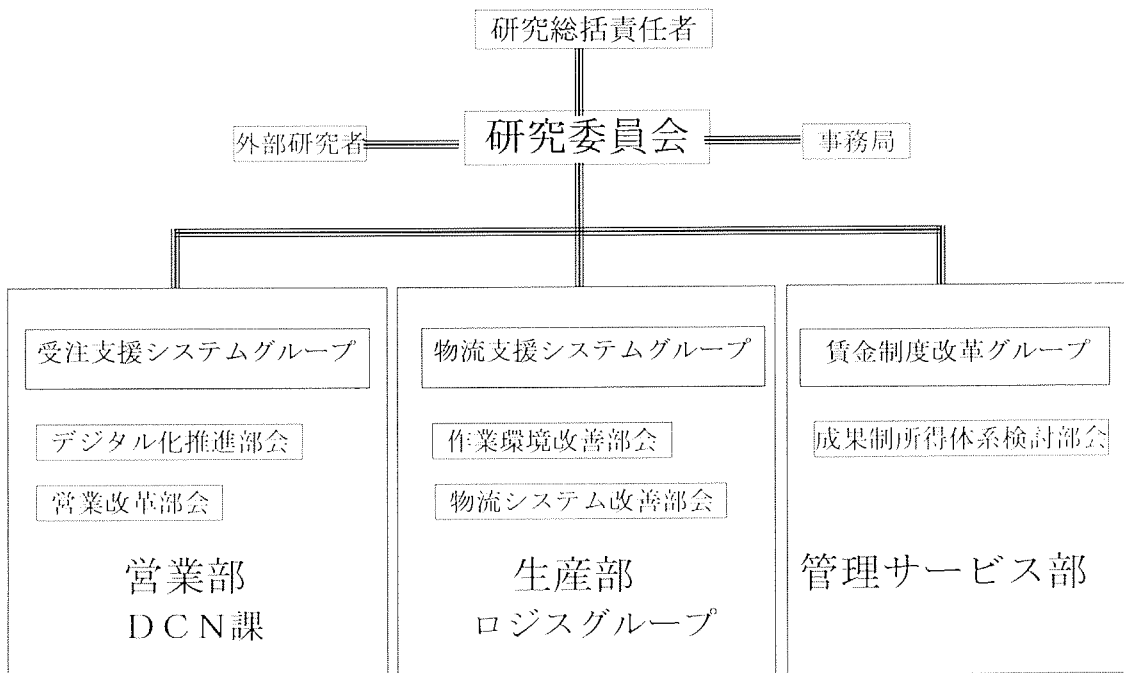 研究総括責任者
外部研究者
研究委員会
事務局
受注支援システムグループ
デジタル化推進部会
営業改革部会
営業部
DCN課
物流支援システムグループ
作業環境改善部会
物流システム改善部会
生産部
ロジスグループ
賃金制度改革グループ
成果制所得体系検討部会
管理サービス部